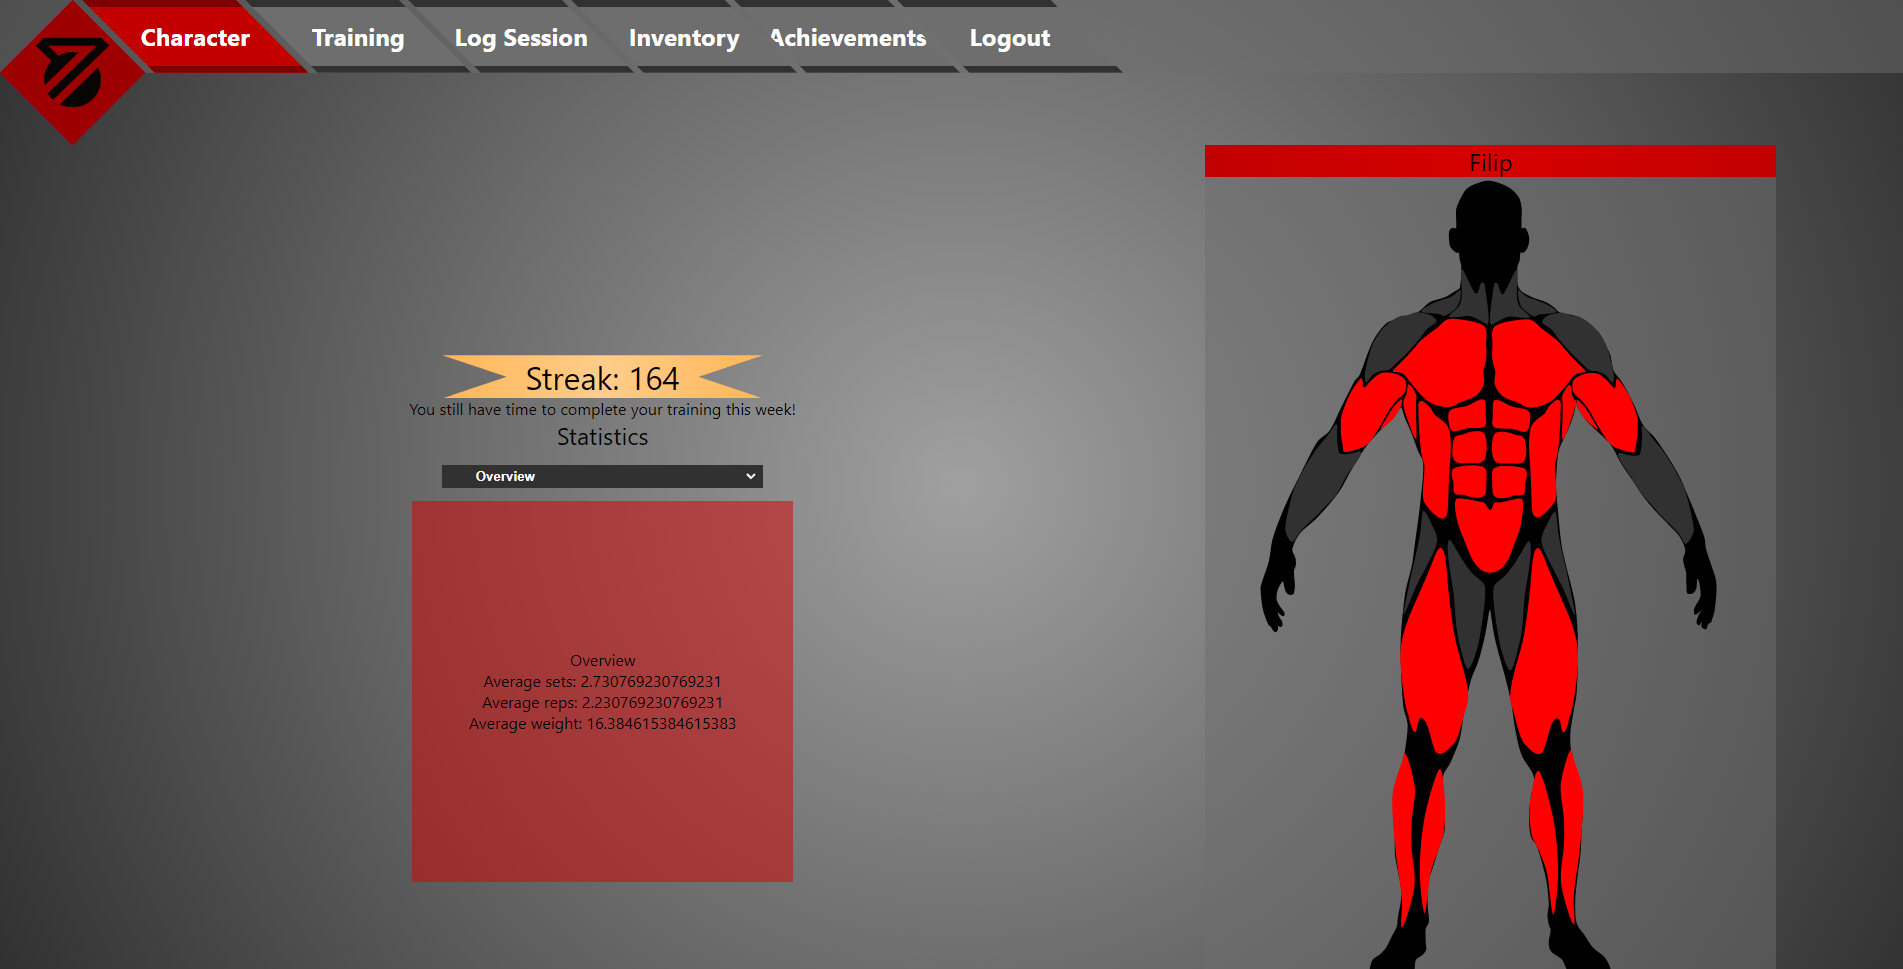 Character
Training
Log Session
Inventory
Achievements
Logout
Filip
Streak: 164
You still have time to complete your training this week!
Statistics
Overview
Overview
Average sets: 2.730769230769231
Average reps: 2.230769230769231
Average weight: 16.384615384615383